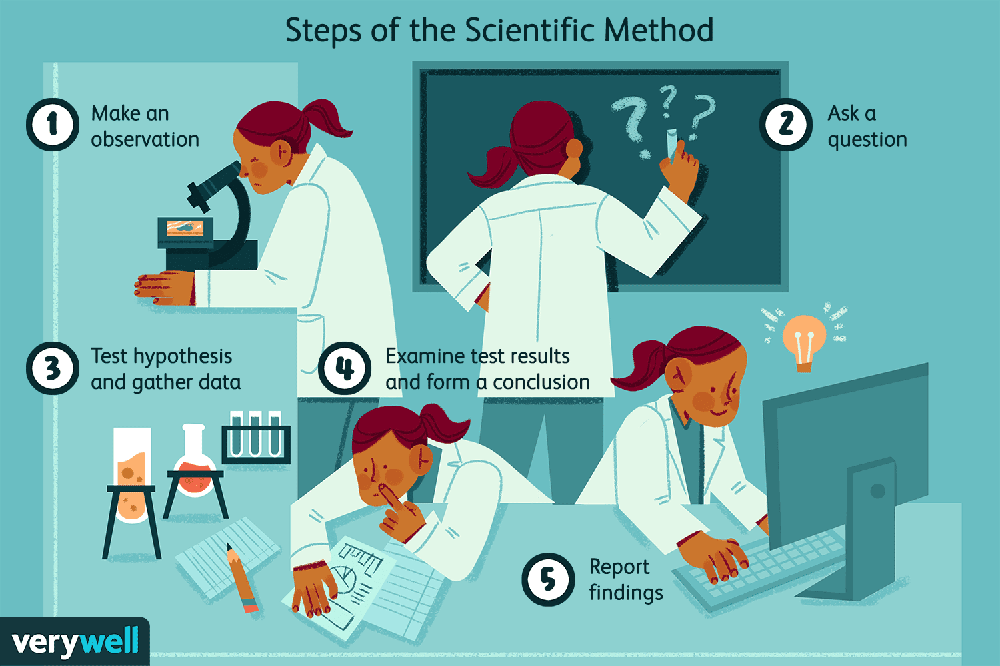 Steps of the Scientific Method
1
Make an
observation
2
Ask a
question
???
3
Test hypothesis
and gather data
4
Examine test results
and form a conclusion
5
Report
findings
verywell